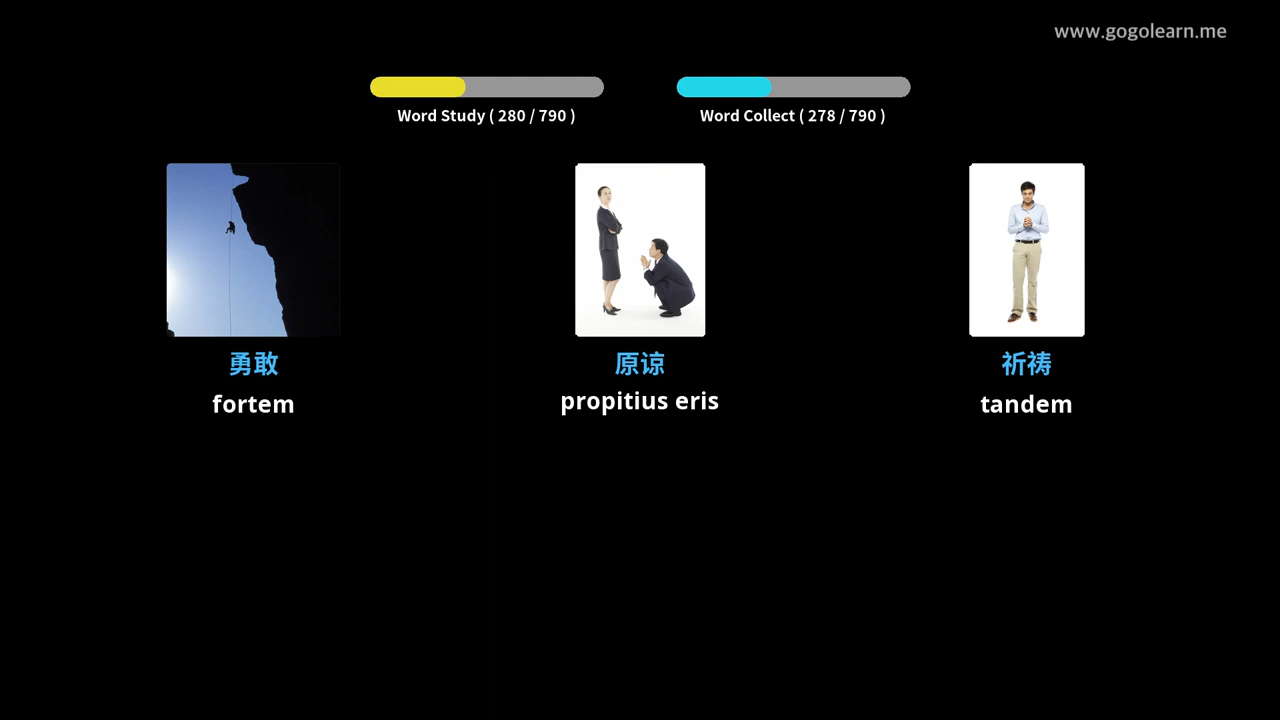 www.gogolearn.me
Word Study ( 280 / 790 )
Word Collect ( 278 / 790 )
勇敢
原谅
祈祷
fortem
propitius eris
tandem